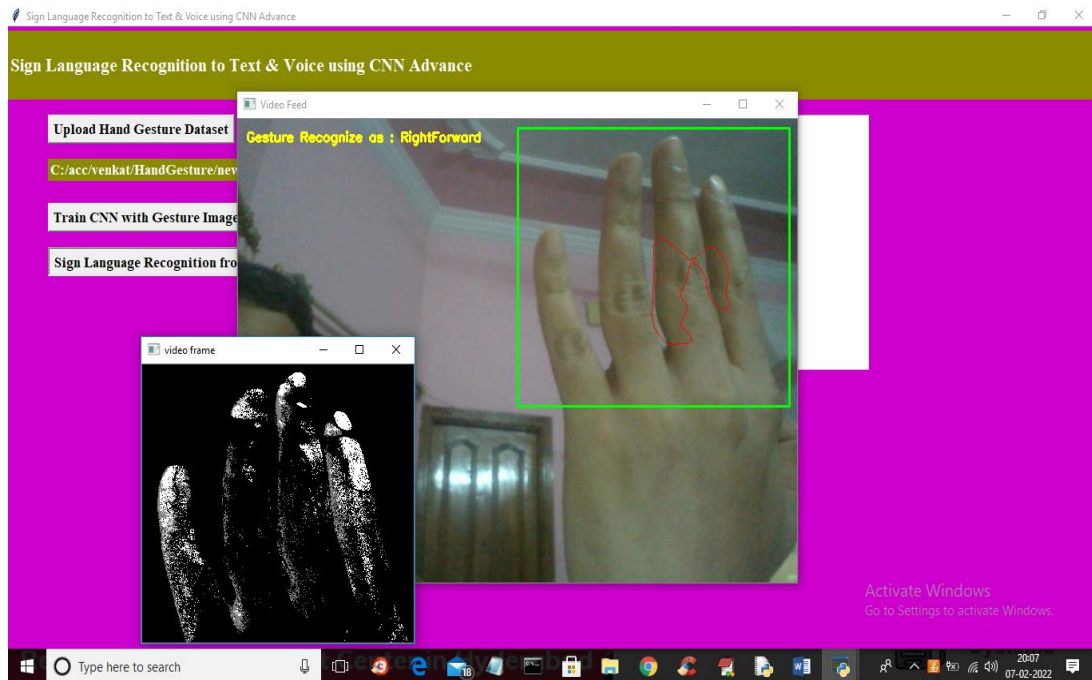 Sign Language Recognition to Text & Voice using CNN Advance
Sign Language Recognition to Text & Voice using CNN Advance
Video Feed
Upload Hand Gesture Dataset
Gesture Recognize as : RightForward
C:/acc/venkat/HandGesture/new
Train CNN with Gesture Image
Sign Language Recognition fro
video frame
Activate Windows
Go to Settings to activate Windows.
Type here to search
18
20:07
07-02-2022